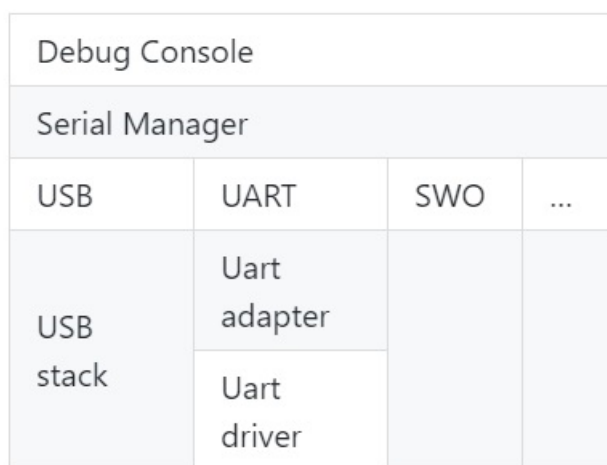 Debug Console
Serial Manager
USB UART SWO ...
USB
stack
Uart
adapter
Uart
driver